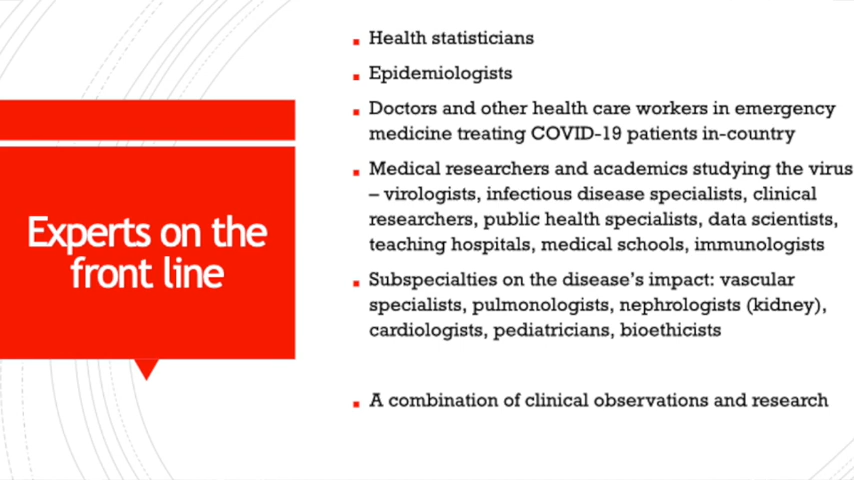 Experts on the
front line
Health statisticians
Epidemiologists
Doctors and other health care workers in emergency
medicine treating COVID-19 patients in-country
Medical researchers and academics studying the virus
– virologists, infectious disease specialists, clinical
researchers, public health specialists, data scientists,
teaching hospitals, medical schools, immunologists
Subspecialties on the disease's impact: vascular
specialists, pulmonologists, nephrologists (kidney),
cardiologists, pediatricians, bioethicists
A combination of clinical observations and research